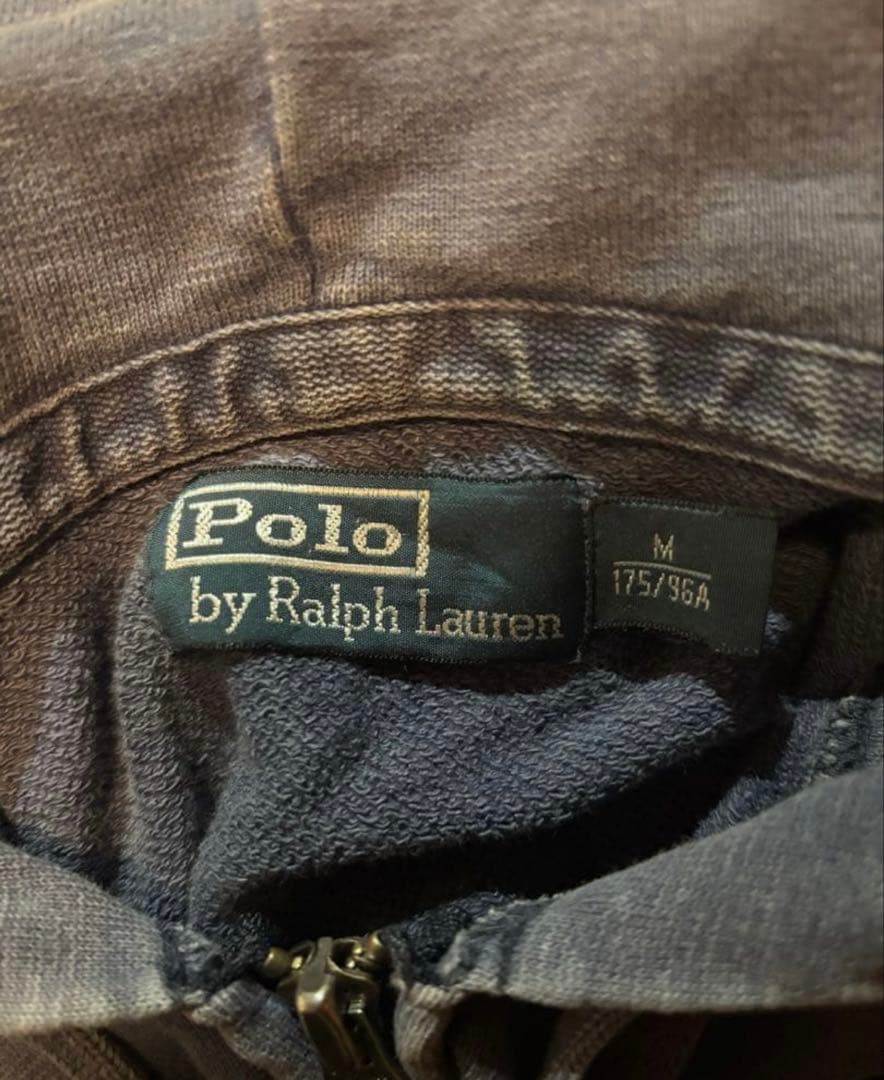 Polo
by Ralph Lauren
M
175/96A